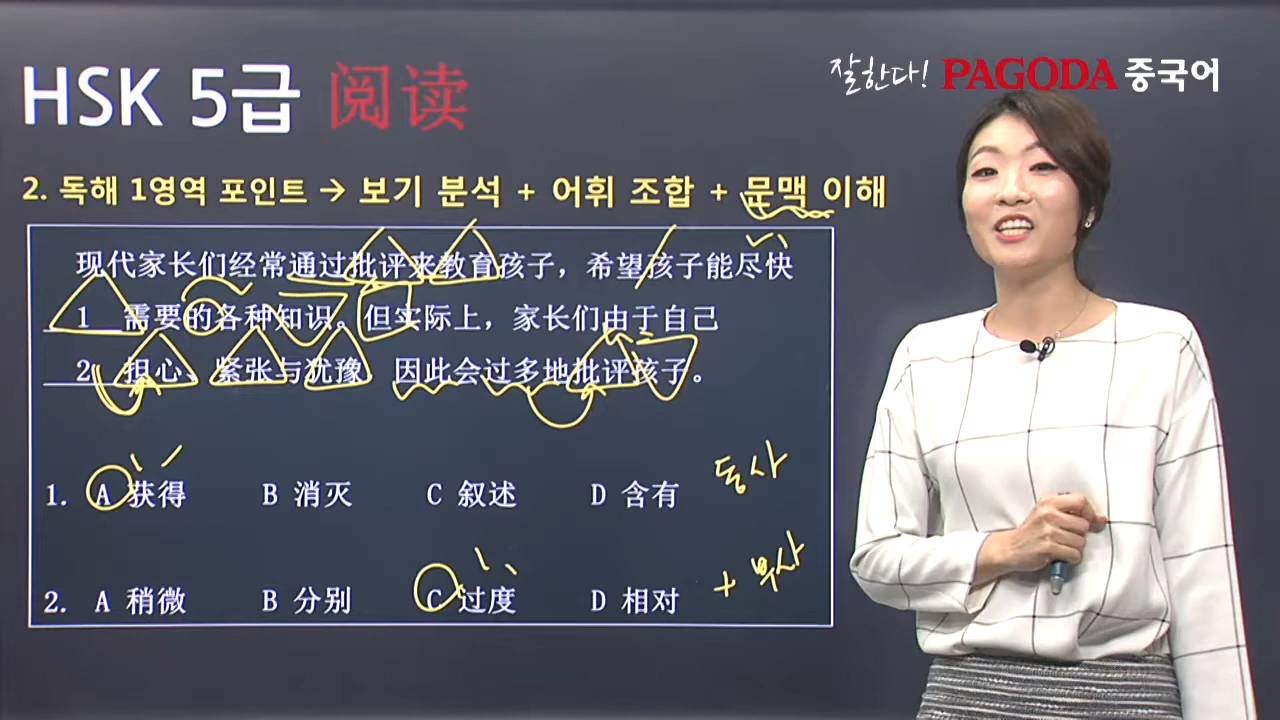 잘한다! PAGODA 중국어
HSK 5급 阅读
2. 독해 1영역 포인트 → 보기 분석 + 어휘 조합 + 문맥 이해
现代家长们经常通过批评来教育孩子，希望孩子能尽快
1 需要的各种知识。但实际上，家长们由于自己
2 担心、紧张与犹豫 因此会过多地批评孩子。
1. A 获得 B 消灭 C 叙述 D 含有 동사
2. A 稍微 B 分别 C 过度 D 相对 + 부사